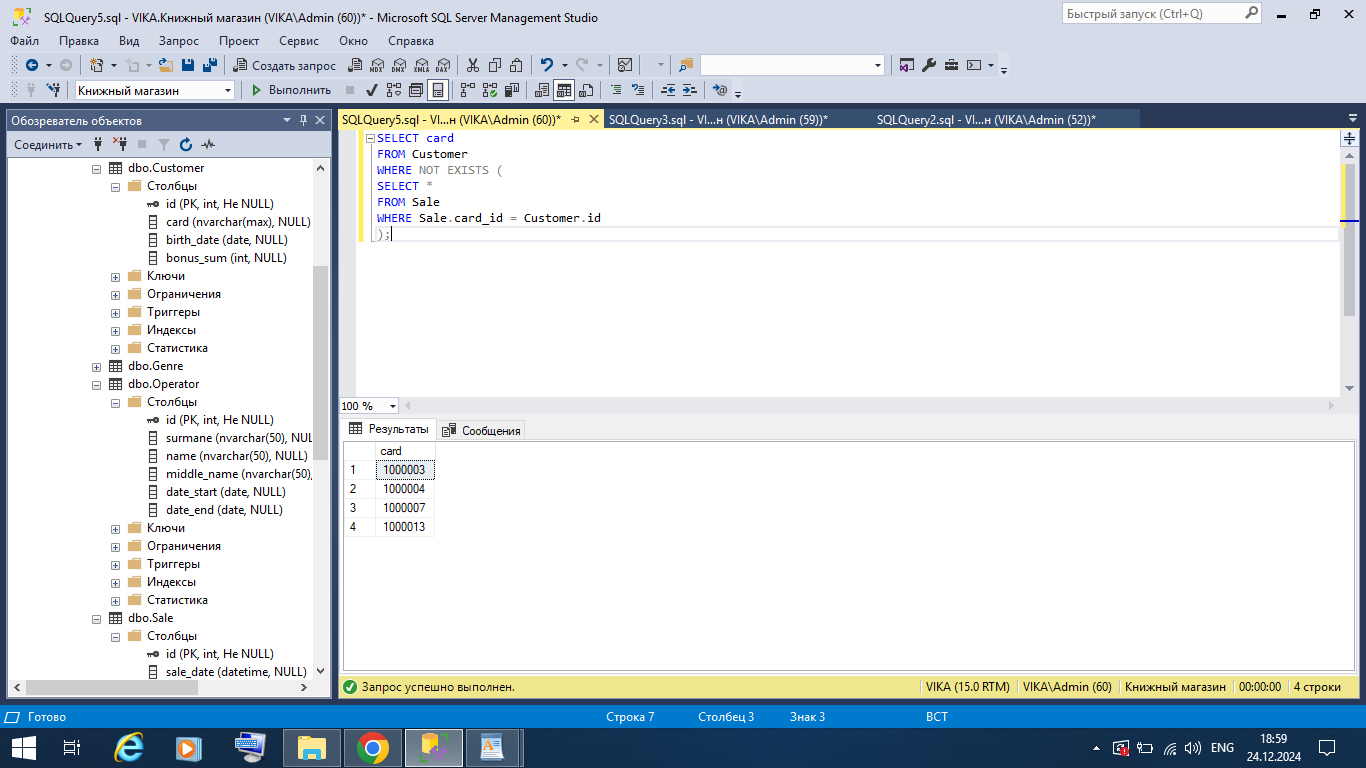 SQLQuery5.sql - VIKA.Книжный магазин (VIKA\Admin (60))* - Microsoft SQL Server Management Studio
Быстрый запуск (Ctrl+Q)
Файл Правка Вид Запрос Проект Сервис Окно Справка
Создать запрос MDX DMX XMLA DAX
Книжный магазин Выполнить
Обозреватель объектов
SQLQuery5.sql - VI...н (VIKA\Admin (60))* SQLQuery3.sql - VI...н (VIKA\Admin (59))* SQLQuery2.sql - VI...н (VIKA\Admin (52))*
Соединить
dbo.Customer
Столбцы
id (PK, int, Не NULL)
card (nvarchar(max), NULL)
birth_date (date, NULL)
bonus_sum (int, NULL)
Ключи
Ограничения
Триггеры
Индексы
Статистика
dbo.Genre
dbo.Operator
Столбцы
id (PK, int, Не NULL)
surmane (nvarchar(50), NUL
name (nvarchar(50), NULL)
middle_name (nvarchar(50),
date_start (date, NULL)
date_end (date, NULL)
Ключи
Ограничения
Триггеры
Индексы
Статистика
dbo.Sale
Столбцы
id (PK, int, Не NULL)
sale_date (datetime, NULL)
SELECT card
FROM Customer
WHERE NOT EXISTS (
SELECT *
FROM Sale
WHERE Sale.card_id = Customer.id
);
100 %
Результаты Сообщения
card
1 1000003
2 1000004
3 1000007
4 1000013
Запрос успешно выполнен. VIKA (15.0 RTM) VIKA\Admin (60) Книжный магазин 00:00:00 4 строки
Готово Строка 7 Столбец 3 Знак 3 ВСТ
ENG
18:59
24.12.2024